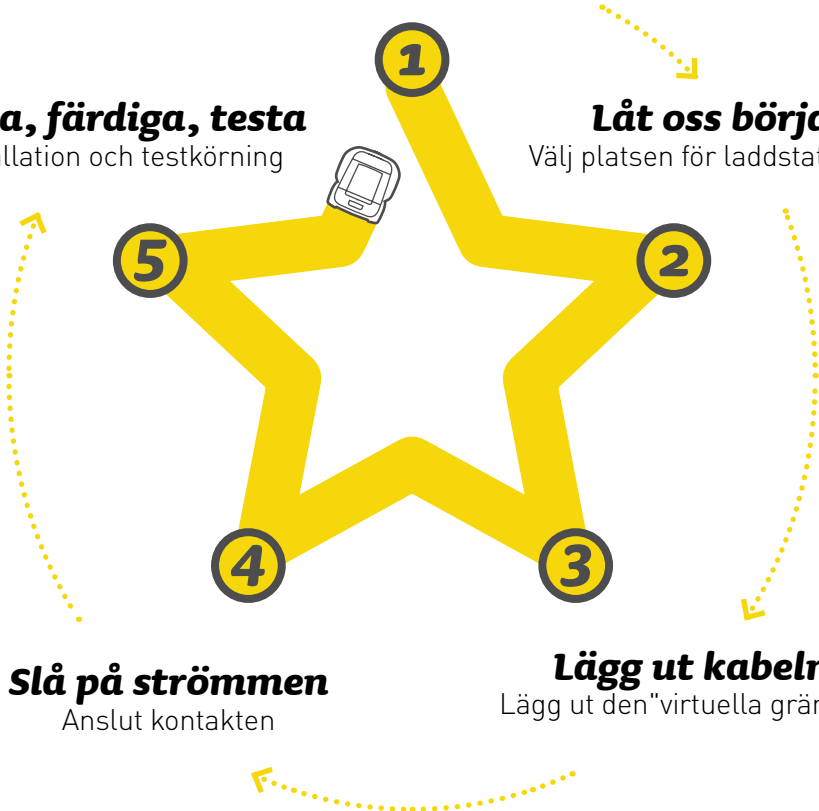 1
Låt oss börja
Välj platsen för laddstat
2
3
Lägg ut kabeln
Lägg ut den"virtuella grän
4
Slå på strömmen
Anslut kontakten
5
a, färdiga, testa
llation och testkörning